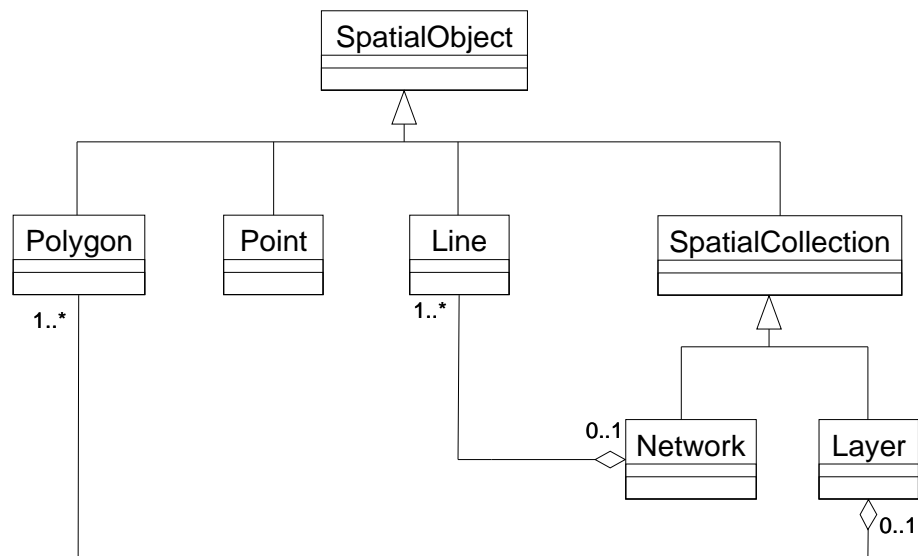 SpatialObject
Polygon
Point
Line
SpatialCollection
1..*
1..*
0..1
Network
Layer
0..1